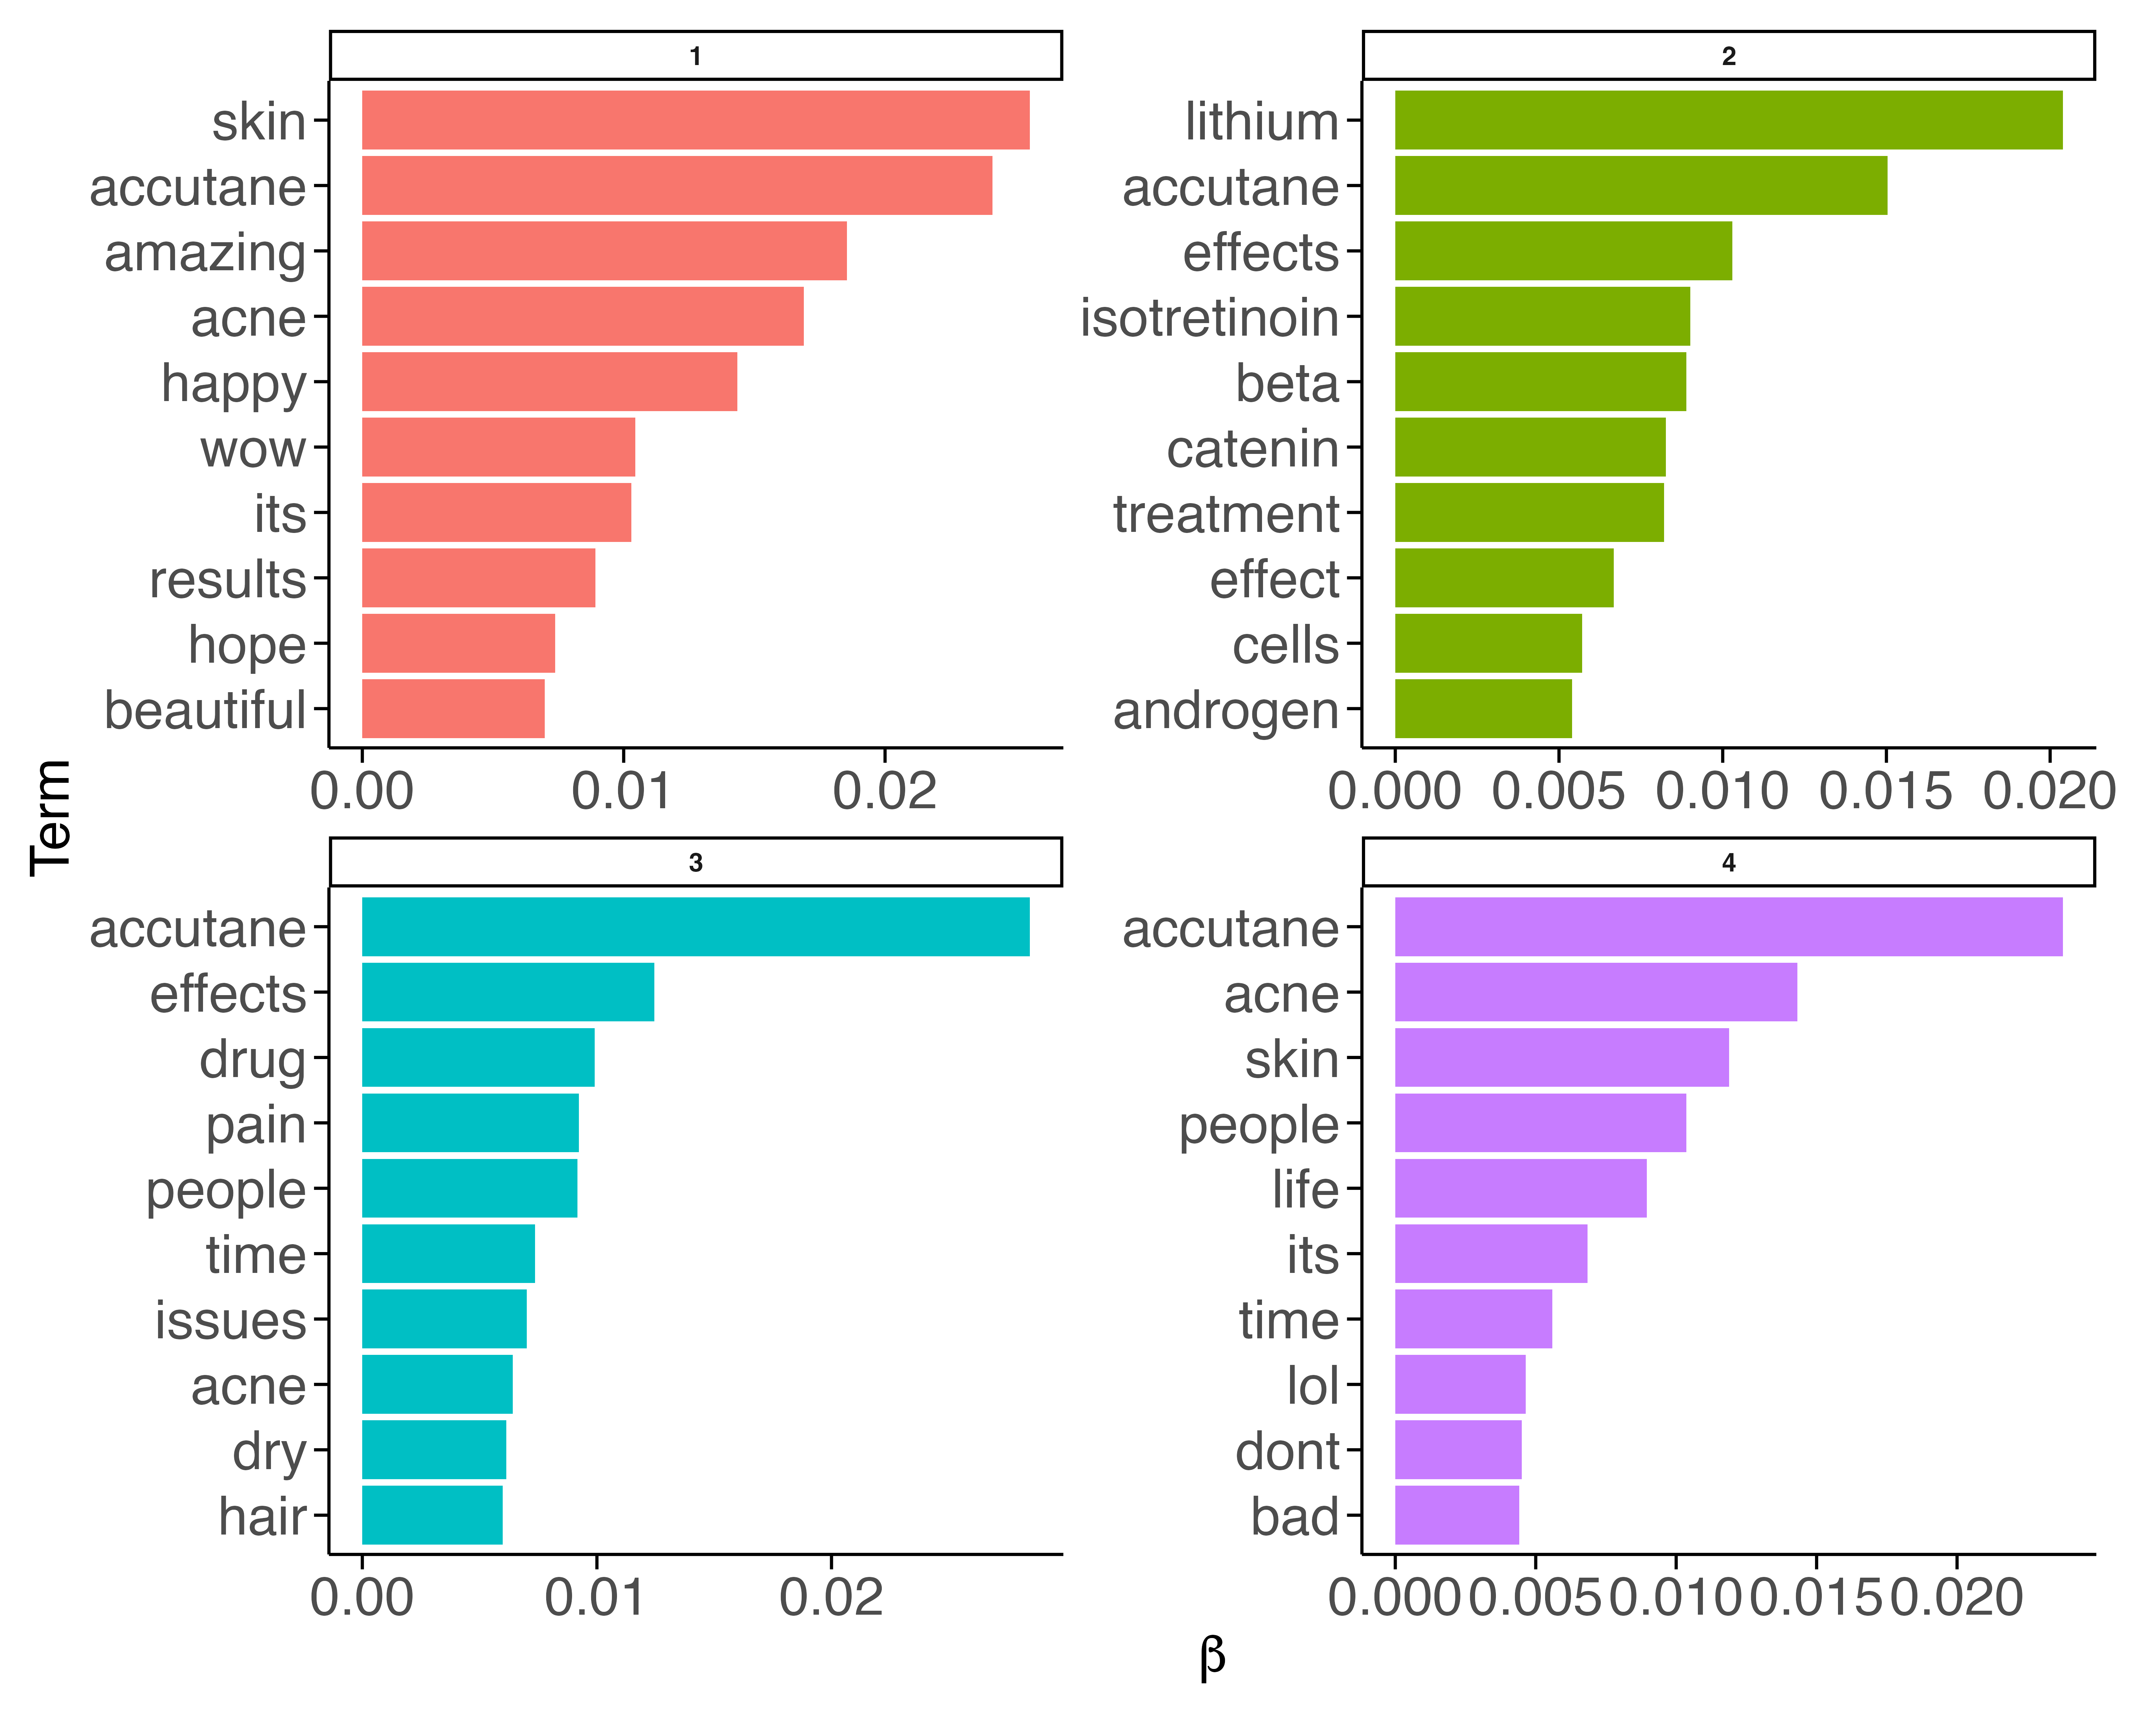 1
skin
accutane
amazing
acne
happy
wow
its
results
hope
beautiful
0.00 0.01 0.02
2
lithium
accutane
effects
isotretinoin
beta
catenin
treatment
effect
cells
androgen
0.000 0.005 0.010 0.015 0.020
Term
3
accutane
effects
drug
pain
people
time
issues
acne
dry
hair
0.00 0.01 0.02
4
accutane
acne
skin
people
life
its
time
lol
dont
bad
0.000 0.005 0.010 0.015 0.020
β